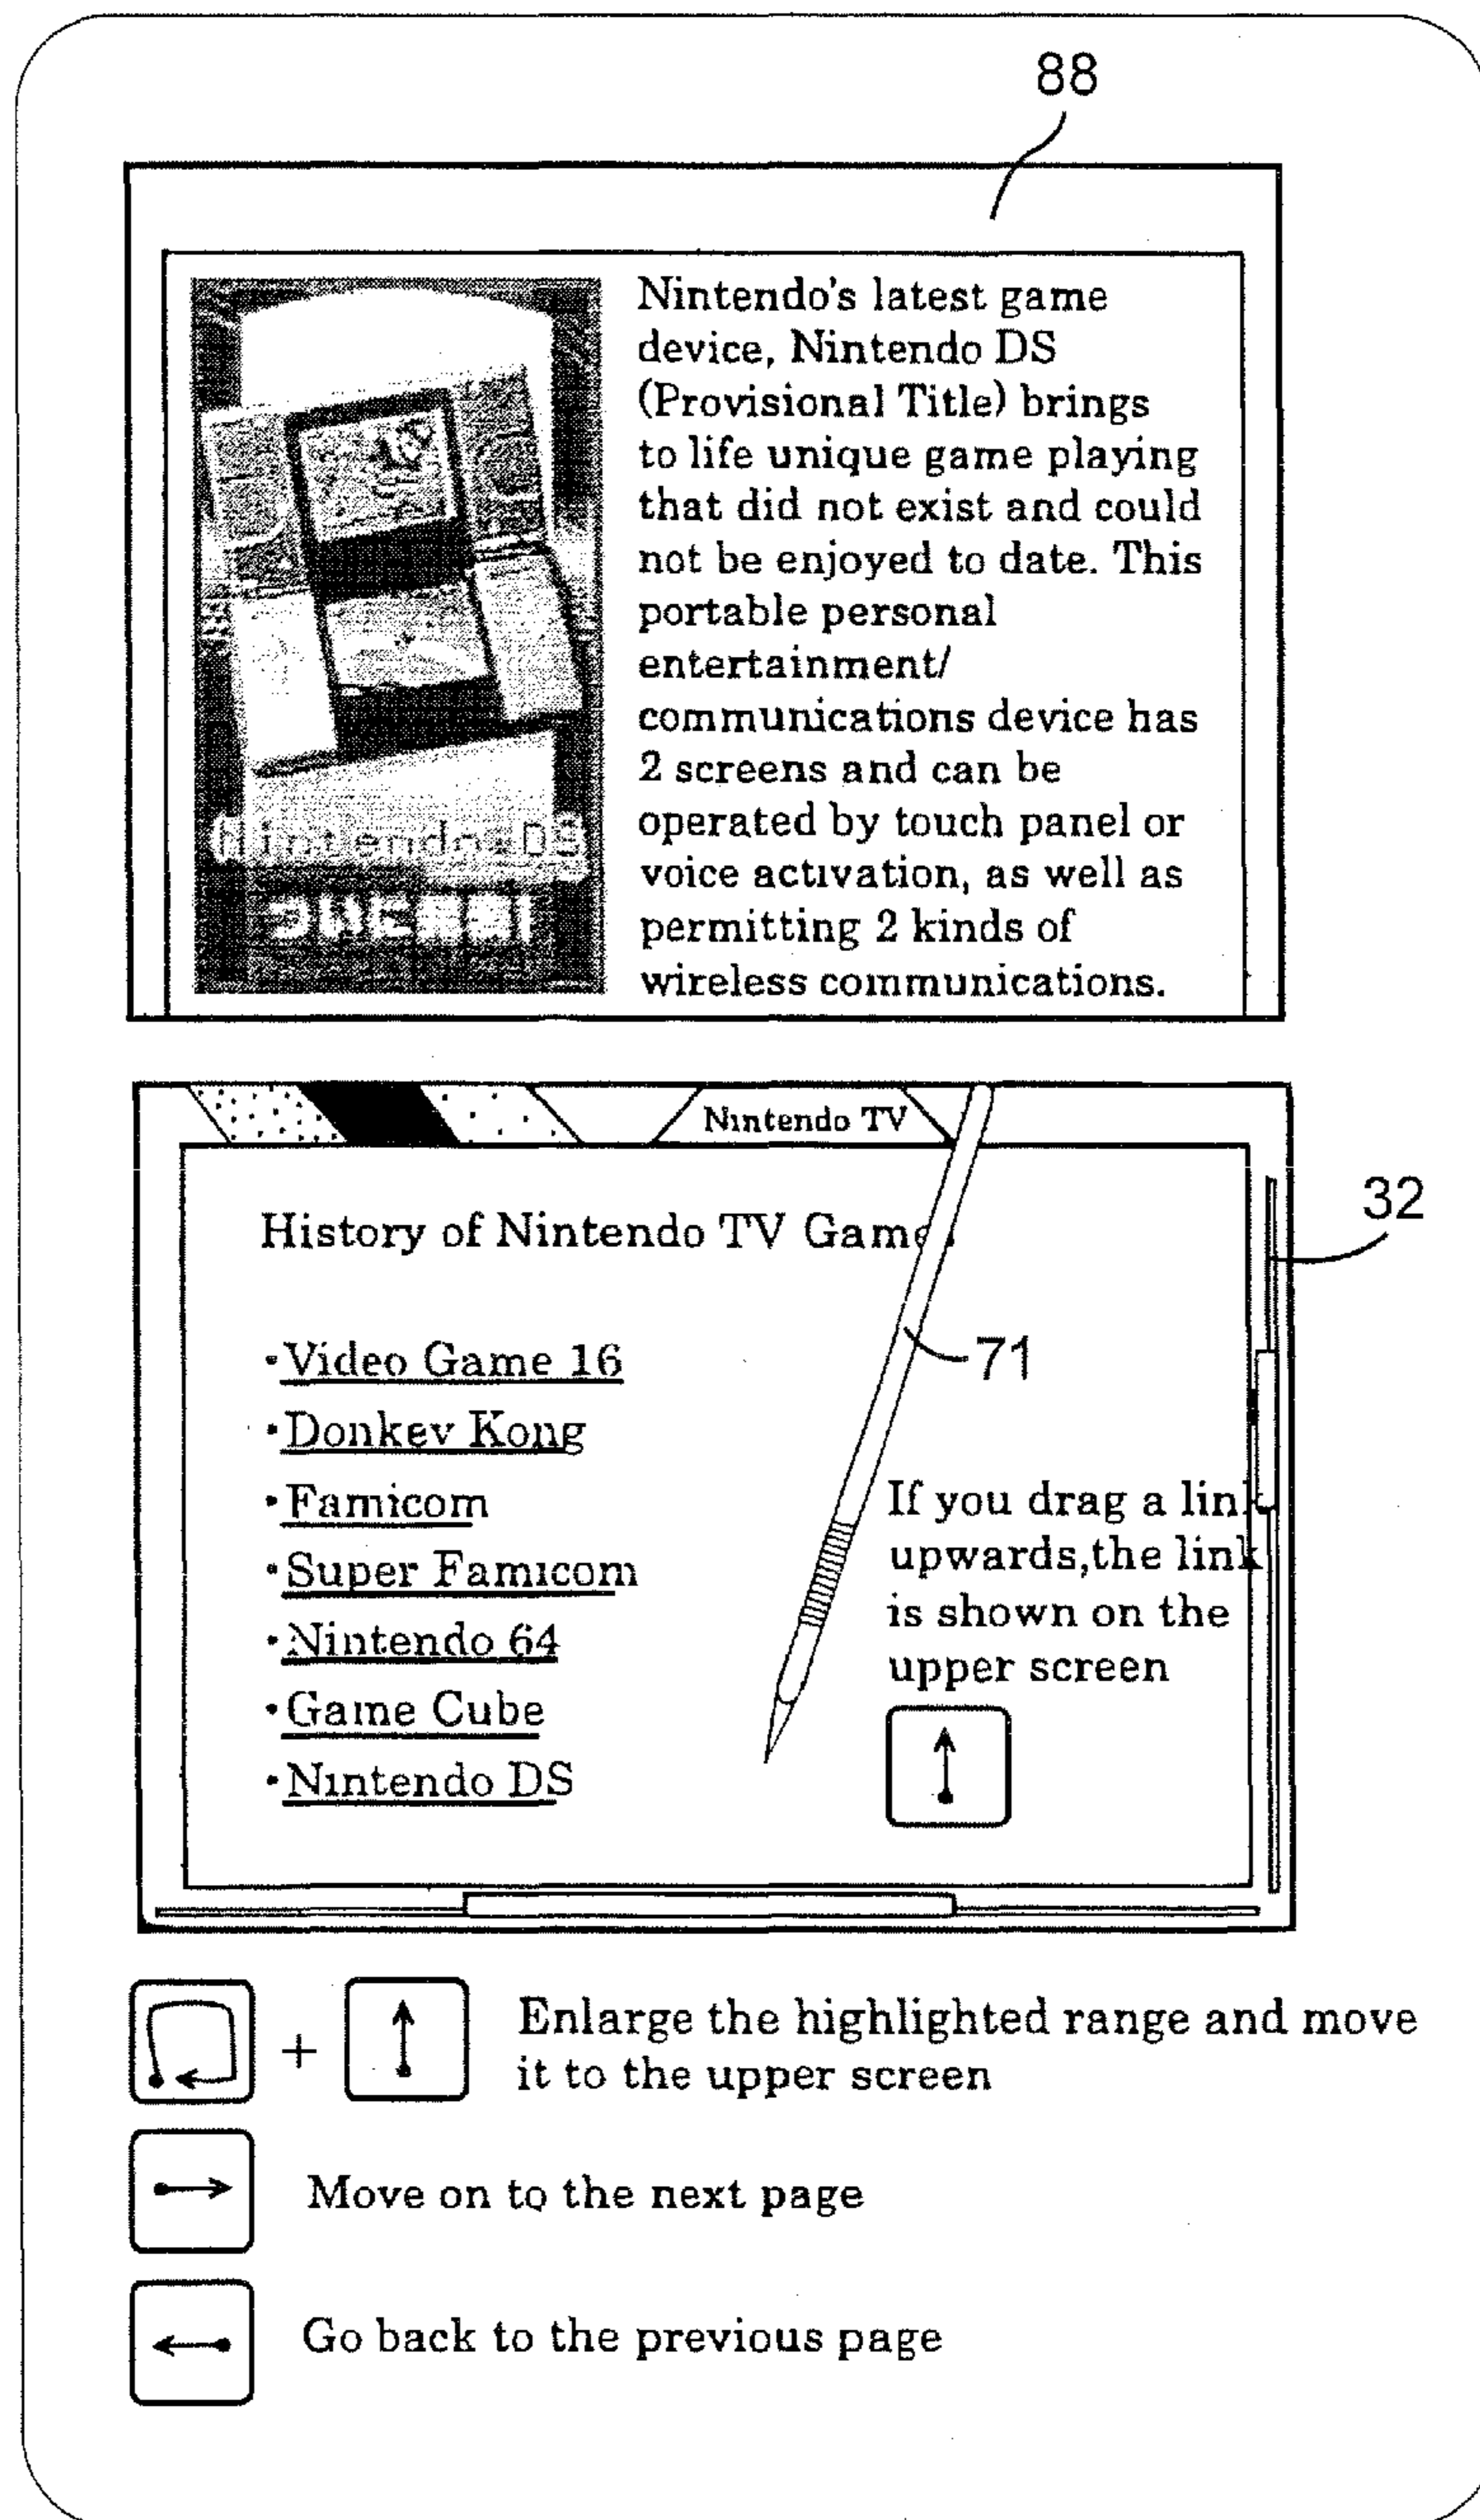 88
Nintendo's latest game
device, Nintendo DS
(Provisional Title) brings
to life unique game playing
that did not exist and could
not be enjoyed to date. This
portable personal
entertainment/
communications device has
2 screens and can be
operated by touch panel or
voice activation, as well as
permitting 2 kinds of
wireless communications.
Nintendo DS
Nintendo TV
32
History of Nintendo TV Game
71
·Video Game 16
·Donkey Kong
·Famicom
·Super Famicom
·Nintendo 64
·Game Cube
·Nintendo DS
If you drag a link
upwards,the link
is shown on the
upper screen
+
Enlarge the highlighted range and move
it to the upper screen
Move on to the next page
Go back to the previous page